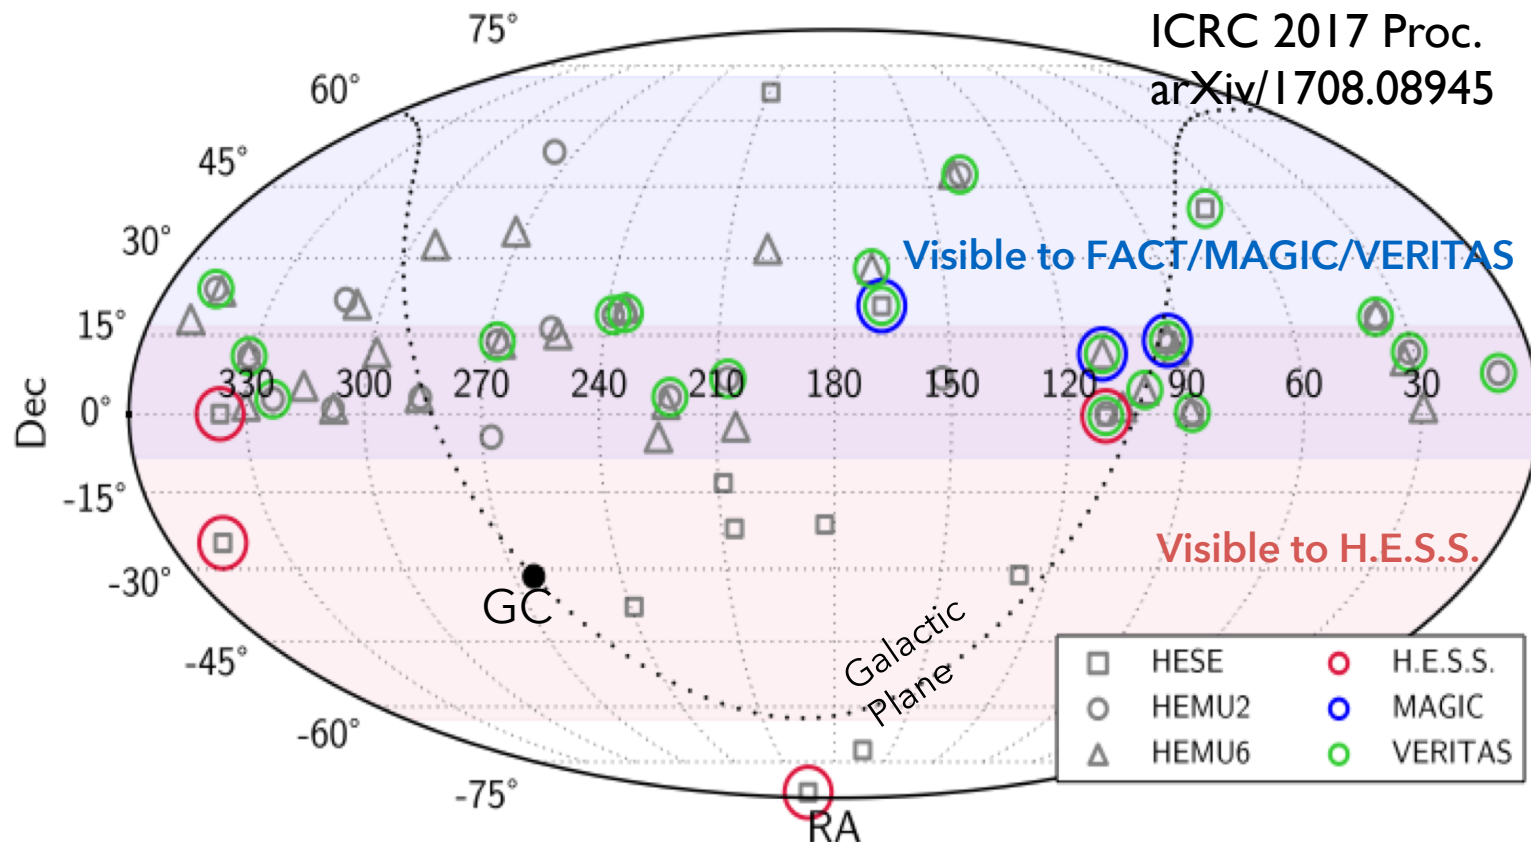 ICRC 2017 Proc.
arXiv/1708.08945
75°
60°
45°
30°
15°
0°
-15°
-30°
-45°
-60°
-75°
Dec
Visible to FACT/MAGIC/VERITAS
330 300 270 240 210 180 150 120 90 60 30
Visible to H.E.S.S.
GC
Galactic
Plane
HESE H.E.S.S.
HEMU2 MAGIC
HEMU6 VERITAS
RA